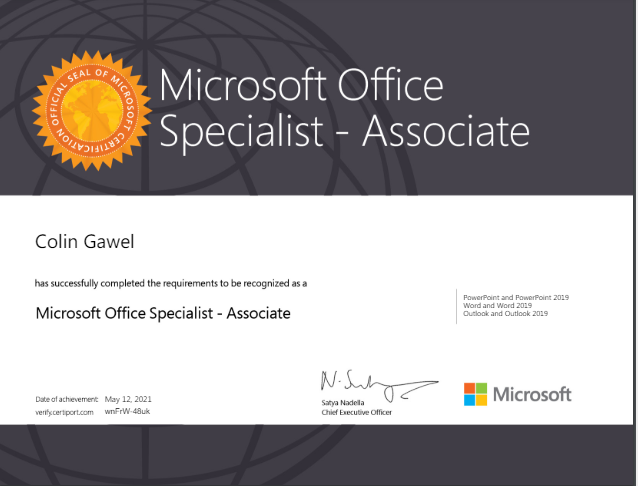 OFFICIAL SEAL OF MICROSOFT CERTIFICATION
Microsoft Office
Specialist - Associate
Colin Gawel
has successfully completed the requirements to be recognized as a
Microsoft Office Specialist - Associate
PowerPoint and PowerPoint 2019
Word and Word 2019
Outlook and Outlook 2019
Date of achievement: May 12, 2021
verify.certiport.com wnFrW-48uk
Satya Nadella
Chief Executive Officer
Microsoft